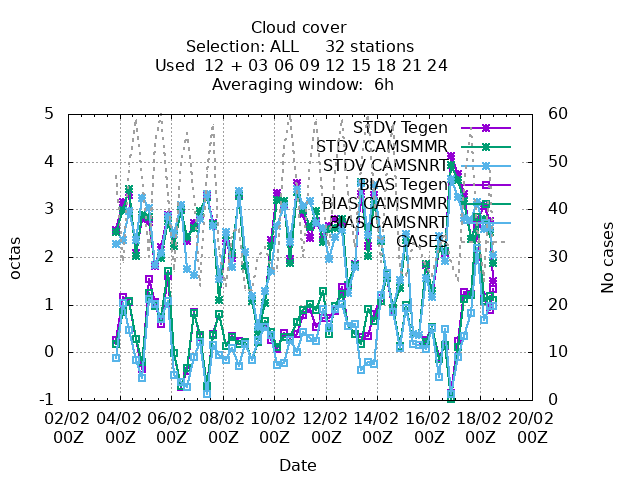 Cloud cover
Selection: ALL 32 stations
Used 12 + 03 06 09 12 15 18 21 24
Averaging window: 6h
5
4
3
2
1
0
-1
octas
60
50
40
30
20
10
0
No cases
STDV Tegen
STDV CAMSMMR
STDV CAMSNRT
BIAS Tegen
BIAS CAMSMMR
BIAS CAMSNRT
CASES
02/02 04/02 06/02 08/02 10/02 12/02 14/02 16/02 18/02 20/02
00Z 00Z 00Z 00Z 00Z 00Z 00Z 00Z 00Z 00Z
Date